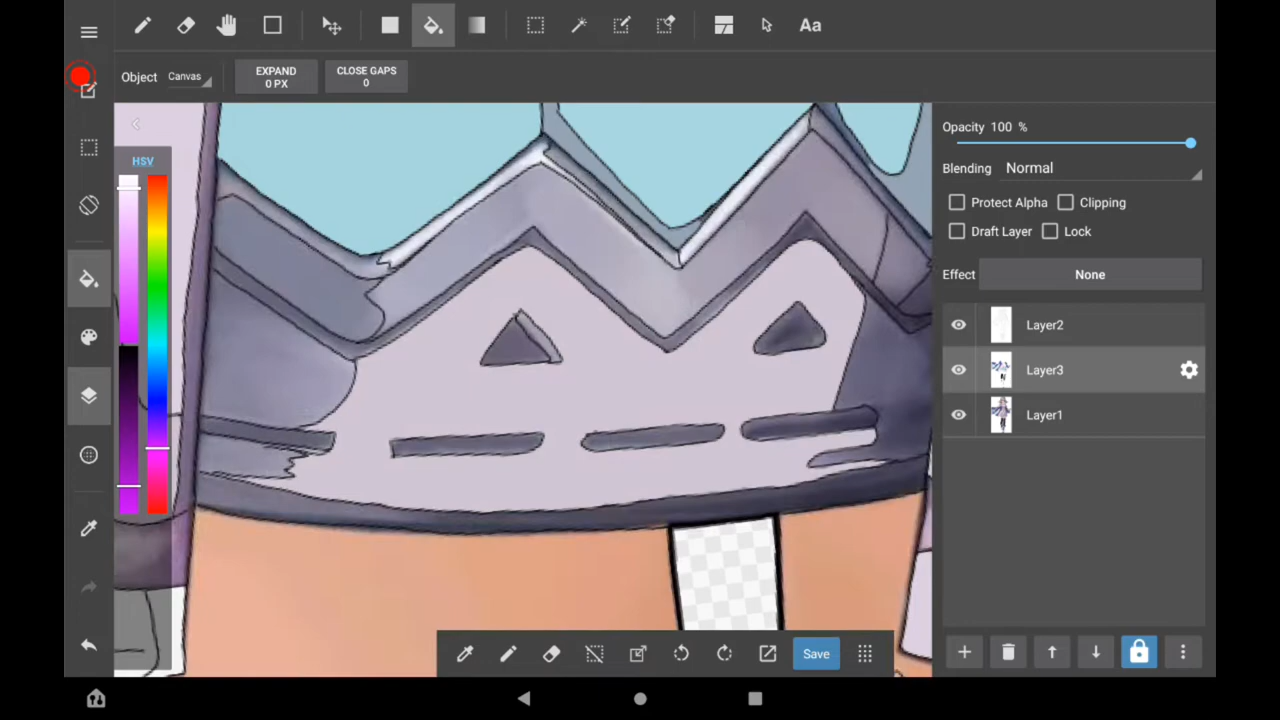 Aa
Object
Canvas
EXPAND
0 PX
CLOSE GAPS
0
HSV
Opacity 100 %
Blending Normal
Protect Alpha
Clipping
Draft Layer
Lock
Effect
None
Layer2
Layer3
Layer1
Save